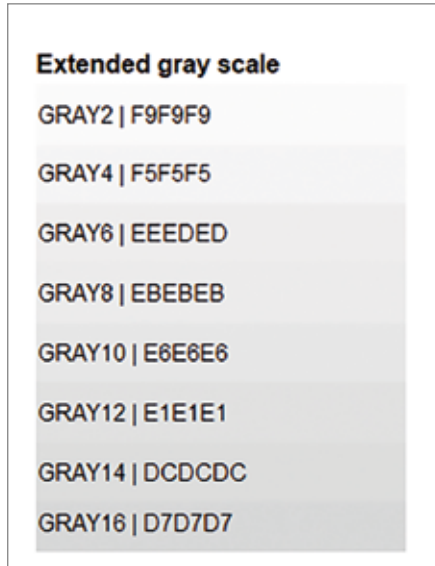 Extended gray scale
GRAY2 | F9F9F9
GRAY4 | F5F5F5
GRAY6 | EEEDED
GRAY8 | EBEBEB
GRAY10 | E6E6E6
GRAY12 | E1E1E1
GRAY14 | DCDCDC
GRAY16 | D7D7D7